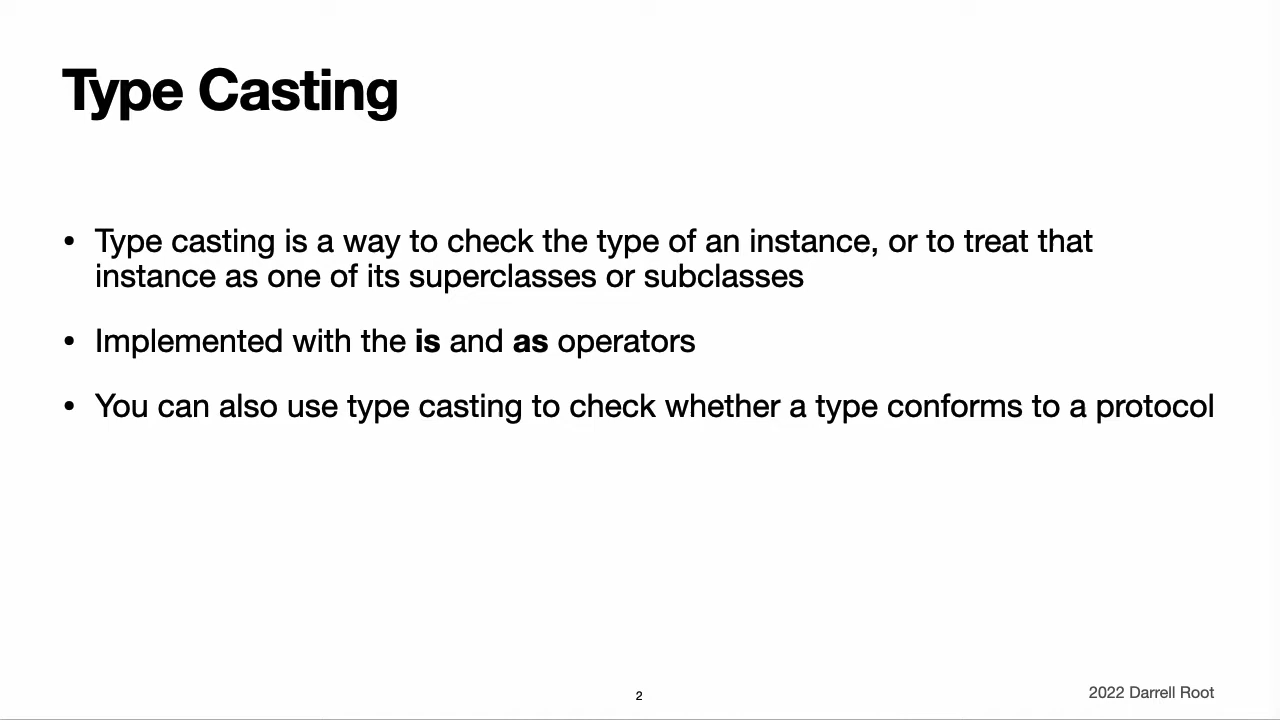 Type Casting
• Type casting is a way to check the type of an instance, or to treat that
instance as one of its superclasses or subclasses
• Implemented with the is and as operators
• You can also use type casting to check whether a type conforms to a protocol
2
2022 Darrell Root